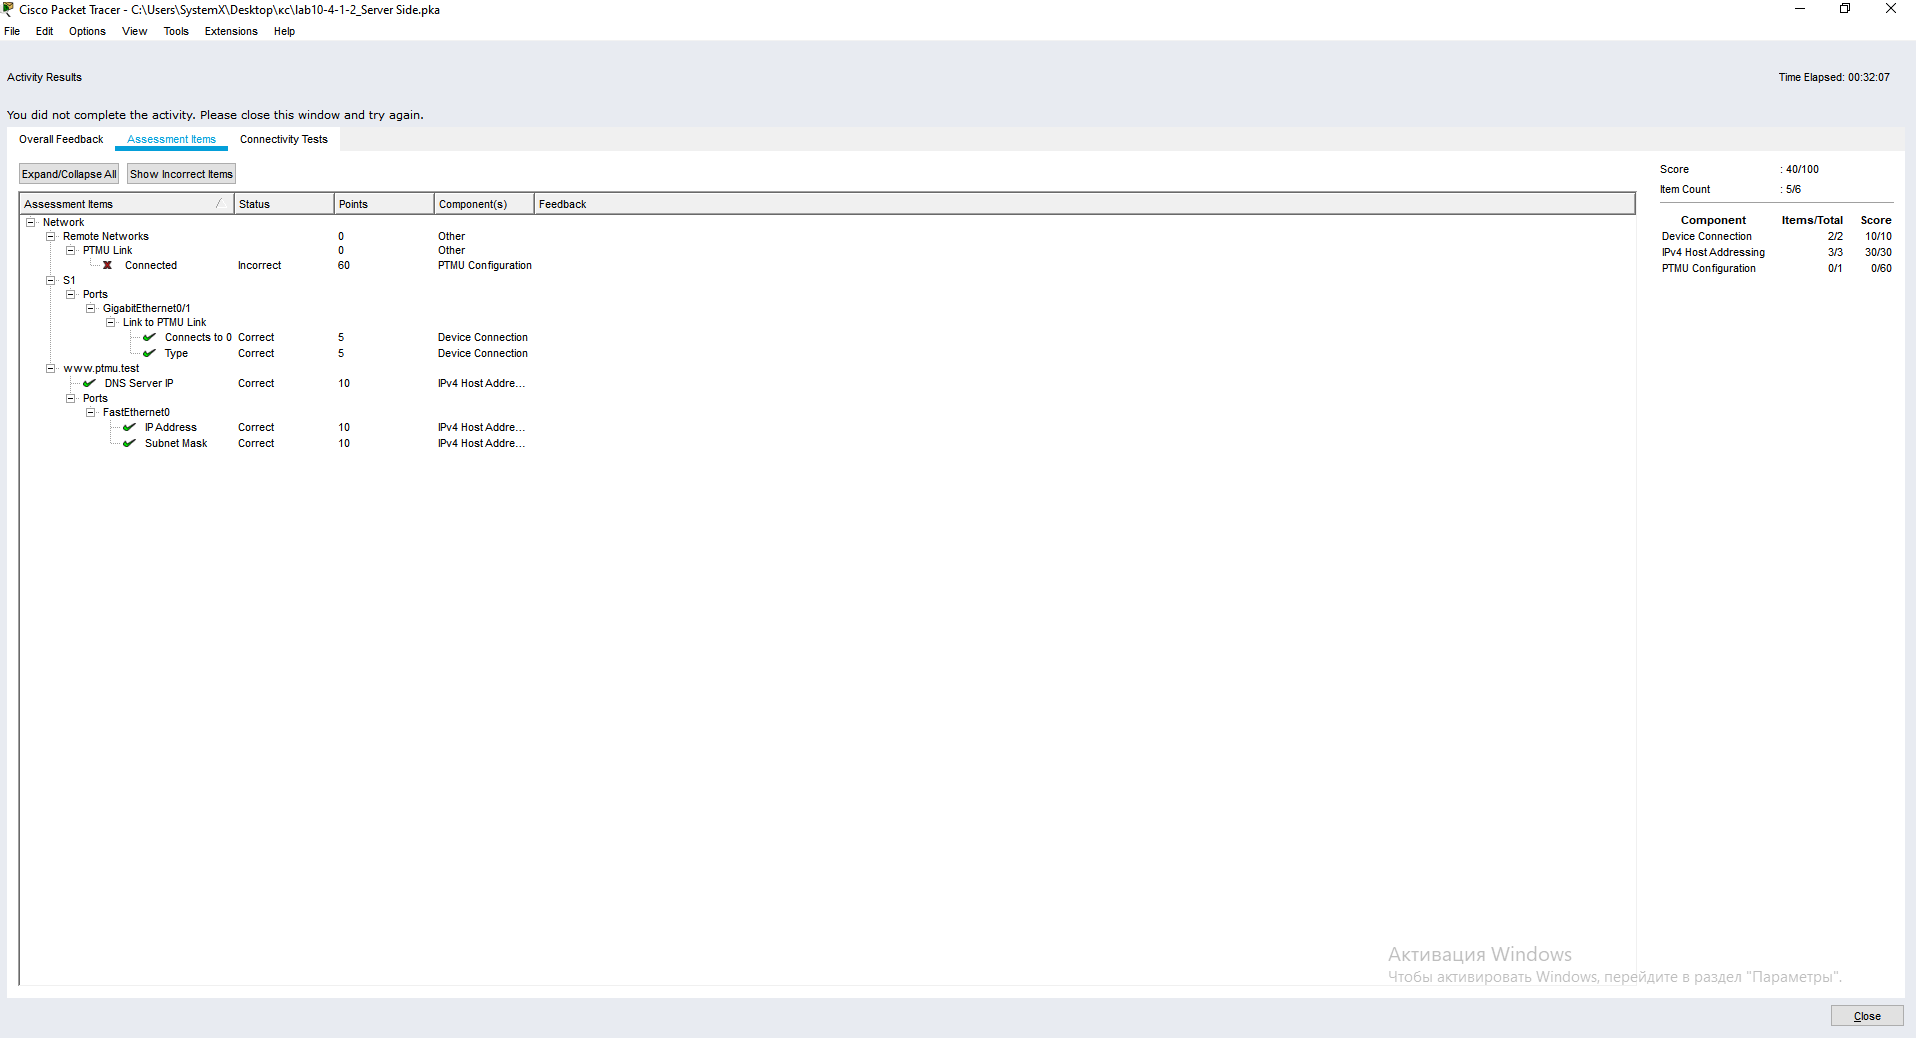 Cisco Packet Tracer - C:\Users\SystemX\Desktop\кс\lab10-4-1-2_Server Side.pka
File Edit Options View Tools Extensions Help
Activity Results
Time Elapsed: 00:32:07
You did not complete the activity. Please close this window and try again.
Overall Feedback Assessment Items Connectivity Tests
Expand/Collapse All Show Incorrect Items
Assessment Items Status Points Component(s) Feedback
Network
Remote Networks 0 Other
PTMU Link 0 Other
Connected Incorrect 60 PTMU Configuration
S1
Ports
GigabitEthernet0/1
Link to PTMU Link
Connects to 0 Correct 5 Device Connection
Type Correct 5 Device Connection
www.ptmu.test
DNS Server IP Correct 10 IPv4 Host Addre...
Ports
FastEthernet0
IP Address Correct 10 IPv4 Host Addre...
Subnet Mask Correct 10 IPv4 Host Addre...
Score : 40/100
Item Count : 5/6
Component Items/Total Score
Device Connection 2/2 10/10
IPv4 Host Addressing 3/3 30/30
PTMU Configuration 0/1 0/60
Активация Windows
Чтобы активировать Windows, перейдите в раздел "Параметры".
Close